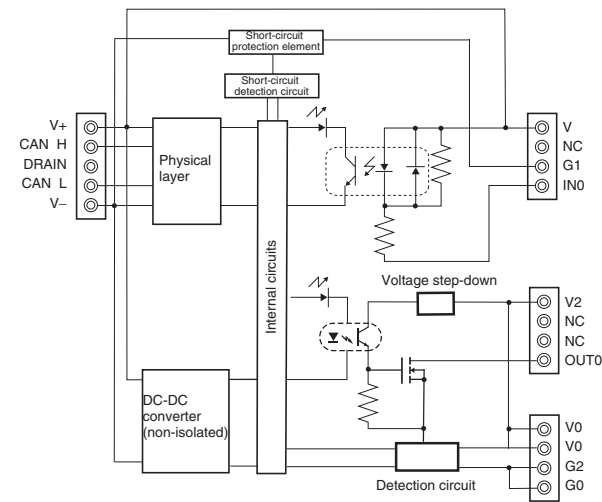 Short-circuit
protection element
Short-circuit
detection circuit
V+
CAN H
DRAIN
CAN L
V–
Physical
layer
Internal circuits
V
NC
G1
IN0
Voltage step-down
V2
NC
NC
OUT0
DC-DC
converter
(non-isolated)
V0
V0
G2
G0
Detection circuit